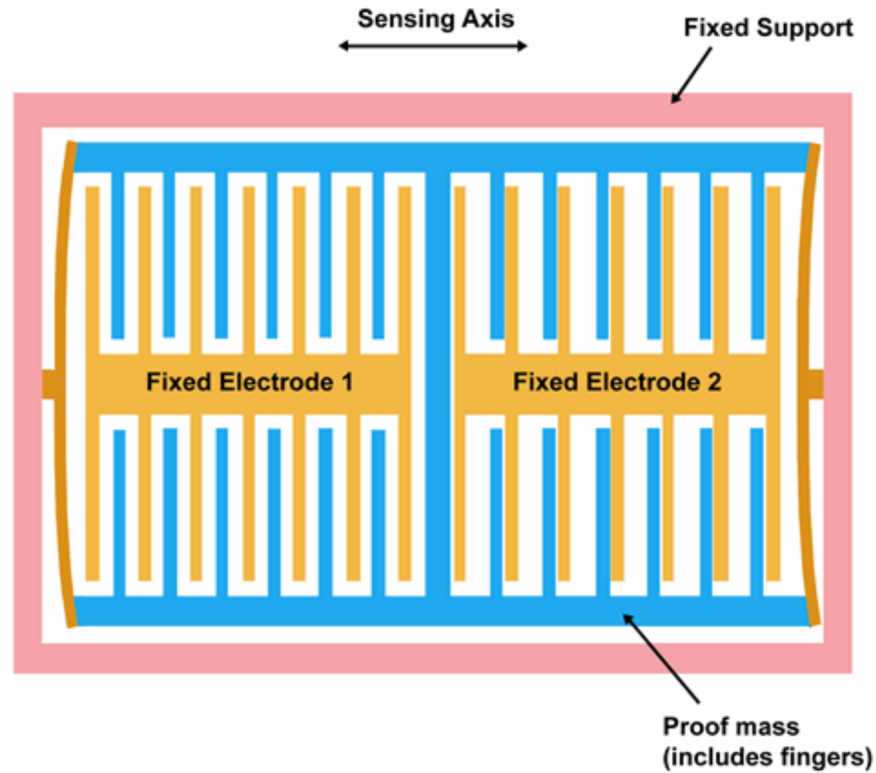 Sensing Axis
Fixed Support
Fixed Electrode 1
Fixed Electrode 2
Proof mass
(includes fingers)